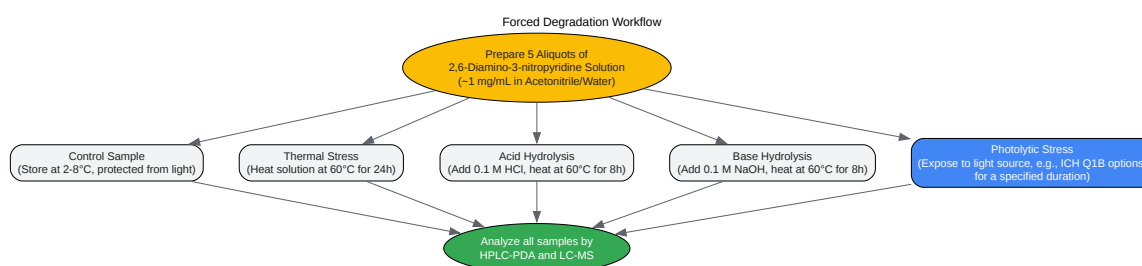 Forced Degradation Workflow
Prepare 5 Aliquots of
2,6-Diamino-3-nitropyridine Solution
(~1 mg/mL in Acetonitrile/Water)
Control Sample
(Store at 2-8°C, protected from light)
Thermal Stress
(Heat solution at 60°C for 24h)
Acid Hydrolysis
(Add 0.1 M HCl, heat at 60°C for 8h)
Base Hydrolysis
(Add 0.1 M NaOH, heat at 60°C for 8h)
Photolytic Stress
(Expose to light source, e.g., ICH Q1B options
for a specified duration)
Analyze all samples by
HPLC-PDA and LC-MS